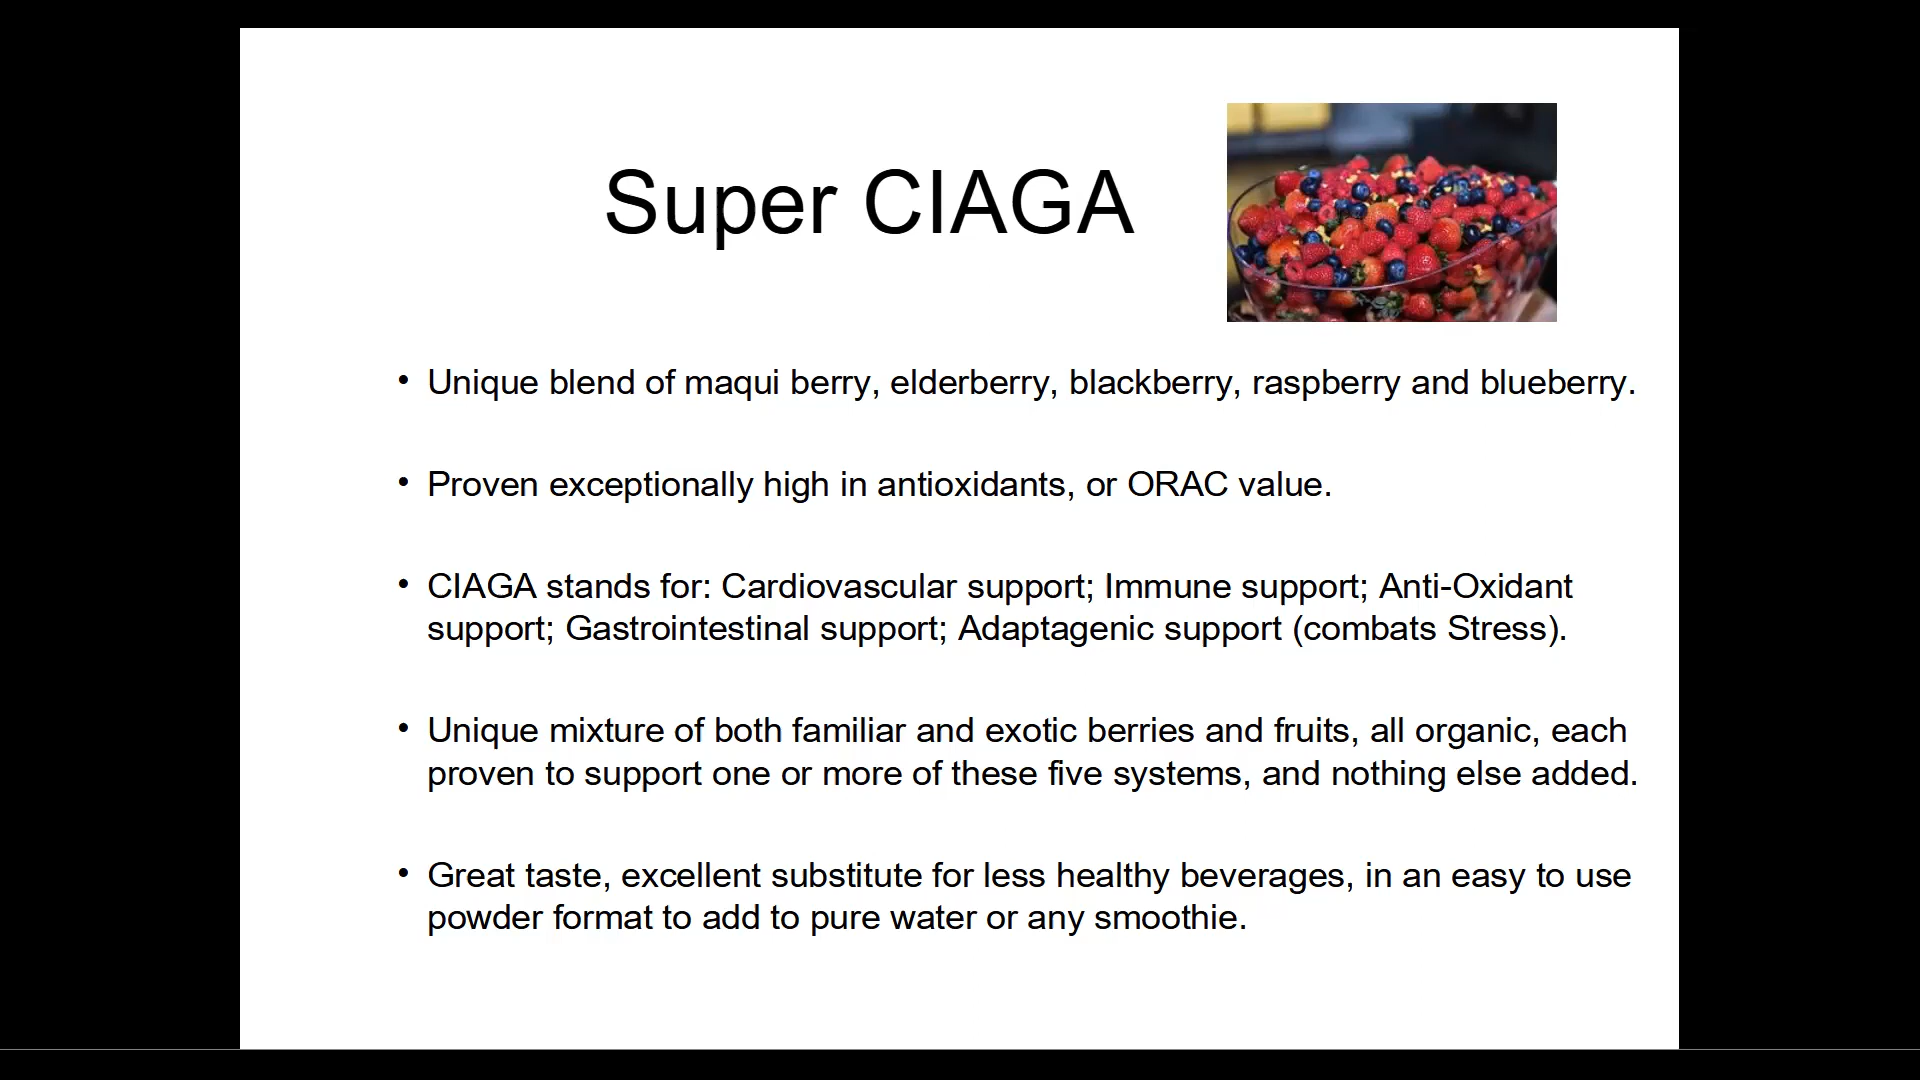 Super CIAGA
• Unique blend of maqui berry, elderberry, blackberry, raspberry and blueberry.
• Proven exceptionally high in antioxidants, or ORAC value.
• CIAGA stands for: Cardiovascular support; Immune support; Anti-Oxidant
support; Gastrointestinal support; Adaptagenic support (combats Stress).
• Unique mixture of both familiar and exotic berries and fruits, all organic, each
proven to support one or more of these five systems, and nothing else added.
• Great taste, excellent substitute for less healthy beverages, in an easy to use
powder format to add to pure water or any smoothie.